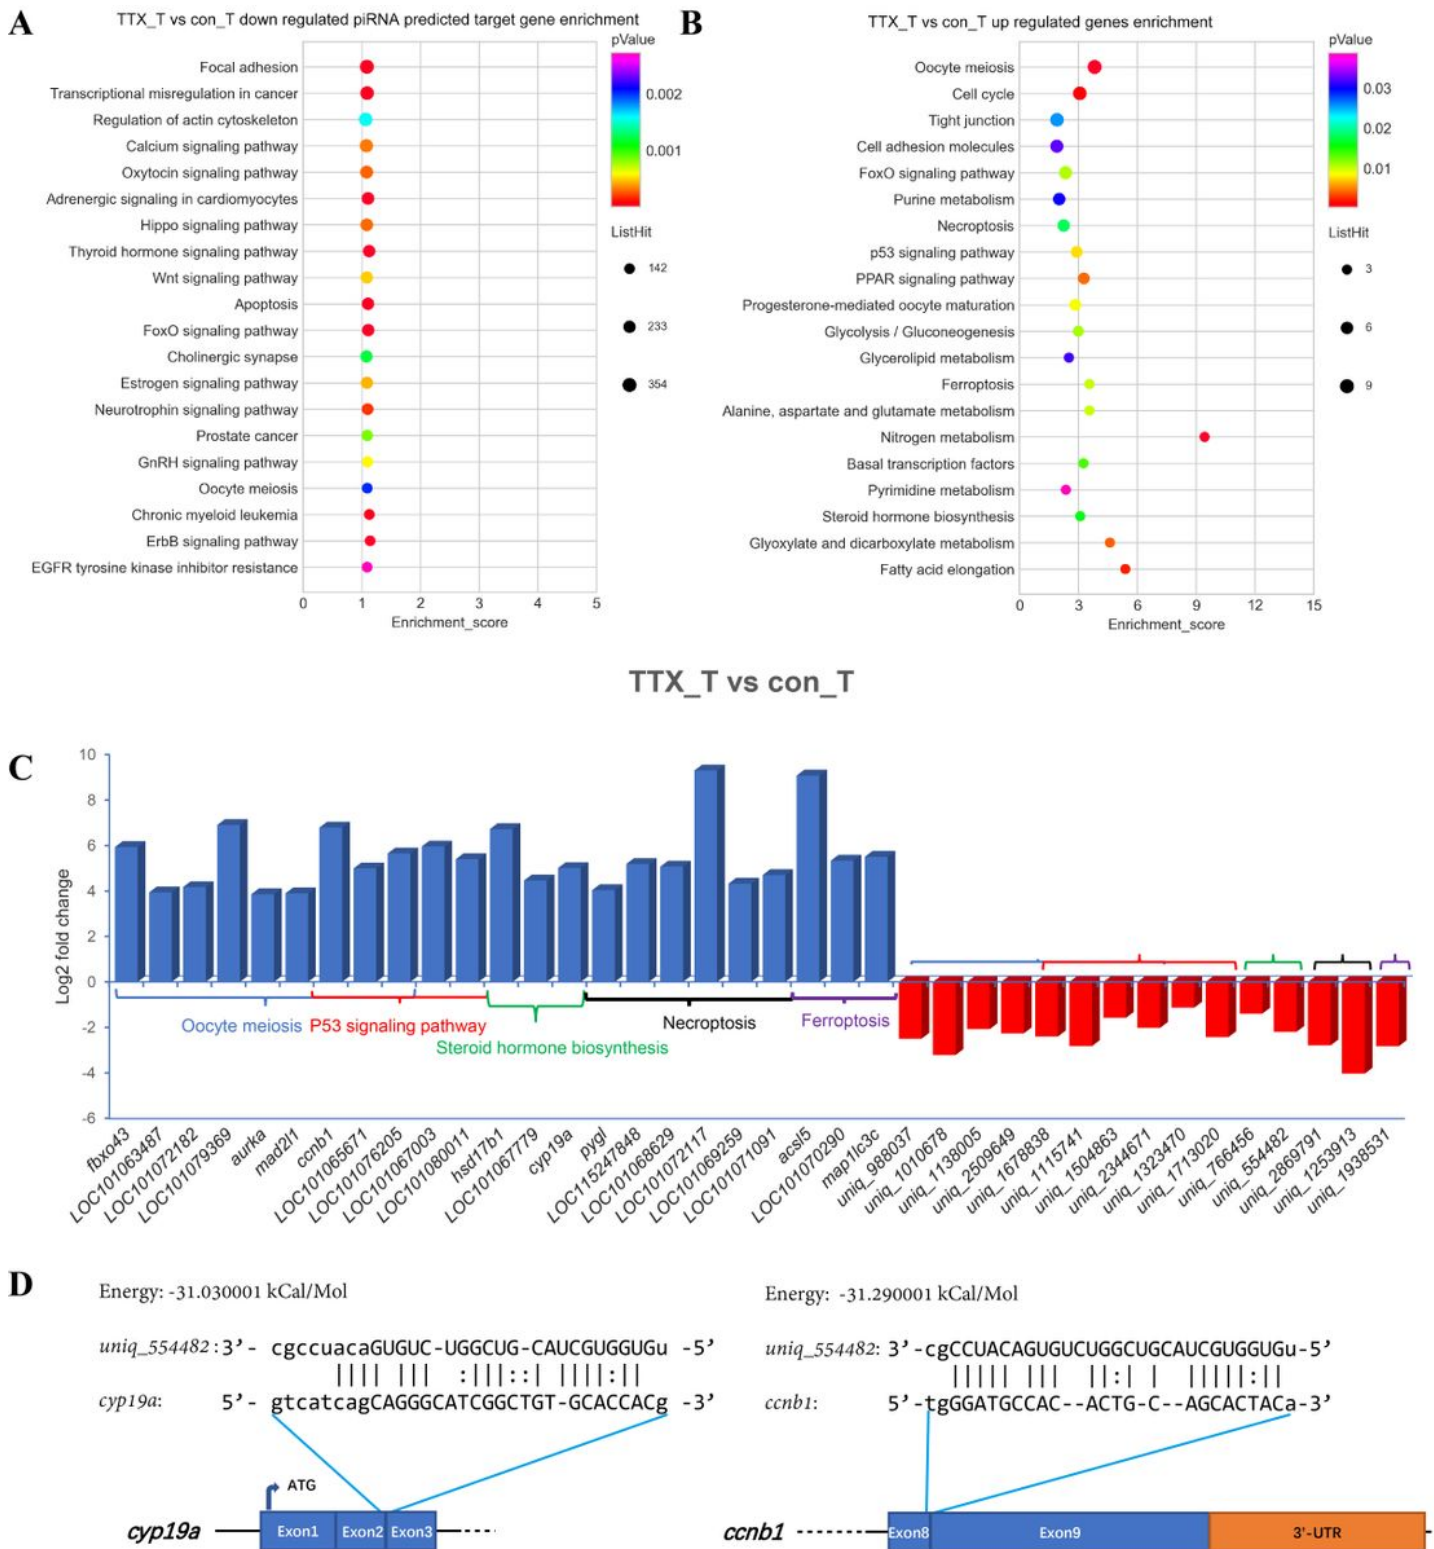 A
TTX_T vs con_T down regulated piRNA predicted target gene enrichment
pValue
Focal adhesion
Transcriptional misregulation in cancer
0.002
Regulation of actin cytoskeleton
Calcium signaling pathway
0.001
Oxytocin signaling pathway
Adrenergic signaling in cardiomyocytes
Hippo signaling pathway
ListHit
Thyroid hormone signaling pathway
142
Wnt signaling pathway
Apoptosis
FoxO signaling pathway
233
Cholinergic synapse
Estrogen signaling pathway
354
Neurotrophin signaling pathway
Prostate cancer
GnRH signaling pathway
Oocyte meiosis
Chronic myeloid leukemia
ErbB signaling pathway
EGFR tyrosine kinase inhibitor resistance
0 1 2 3 4 5
Enrichment_score
B
TTX_T vs con_T up regulated genes enrichment
pValue
Oocyte meiosis
Cell cycle
0.03
Tight junction
0.02
Cell adhesion molecules
FoxO signaling pathway
0.01
Purine metabolism
Necroptosis
ListHit
p53 signaling pathway
3
PPAR signaling pathway
Progesterone-mediated oocyte maturation
Glycolysis / Gluconeogenesis
6
Glycerolipid metabolism
Ferroptosis
9
Alanine, aspartate and glutamate metabolism
Nitrogen metabolism
Basal transcription factors
Pyrimidine metabolism
Steroid hormone biosynthesis
Glyoxylate and dicarboxylate metabolism
Fatty acid elongation
0 3 6 9 12 15
Enrichment_score
TTX_T vs con_T
C
Log2 fold change
10
8
6
4
2
0
-2
-4
-6
Oocyte meiosis
P53 signaling pathway
Steroid hormone biosynthesis
Necroptosis
Ferroptosis
fbxo43
LOC101063487
LOC101072182
LOC101079369
aurka
mad2l1
ccnb1
LOC101065671
LOC101076205
LOC101067003
LOC101080011
hsd17b1
LOC101067779
cyp19a
pygl
LOC115247848
LOC101068629
LOC101072117
LOC101069259
LOC101071091
acsl5
LOC101070290
map1lc3c
uniq_988037
uniq_1010678
uniq_1138005
uniq_2509649
uniq_1678838
uniq_1115741
uniq_1504863
uniq_2344671
uniq_1323470
uniq_1713020
uniq_766456
uniq_554482
uniq_2869791
uniq_1253913
uniq_1938531
D
Energy: -31.030001 kCal/Mol
uniq_554482 : 3’ - cgccuacaGUGUC-UGGCUG-CAUCGUGGUGu -5’
|||| ||| :|||::| ||||:||
cyp19a: 5’ - gtcatcagCAGGGCATCGGCTGT-GCACCACg -3’
ATG
cyp19a
Exon1 Exon2 Exon3
Energy: -31.290001 kCal/Mol
uniq_554482: 3’ -cgCCUACAGUGUCUGGCUGCAUCGUGGUGu-5’
||||| ||| ||:| | |||||:||
ccnb1: 5’ -tgGGATGCCAC--ACTG-C--AGCACTACa-3’
ccnb1
Exon8 Exon9 3'-UTR